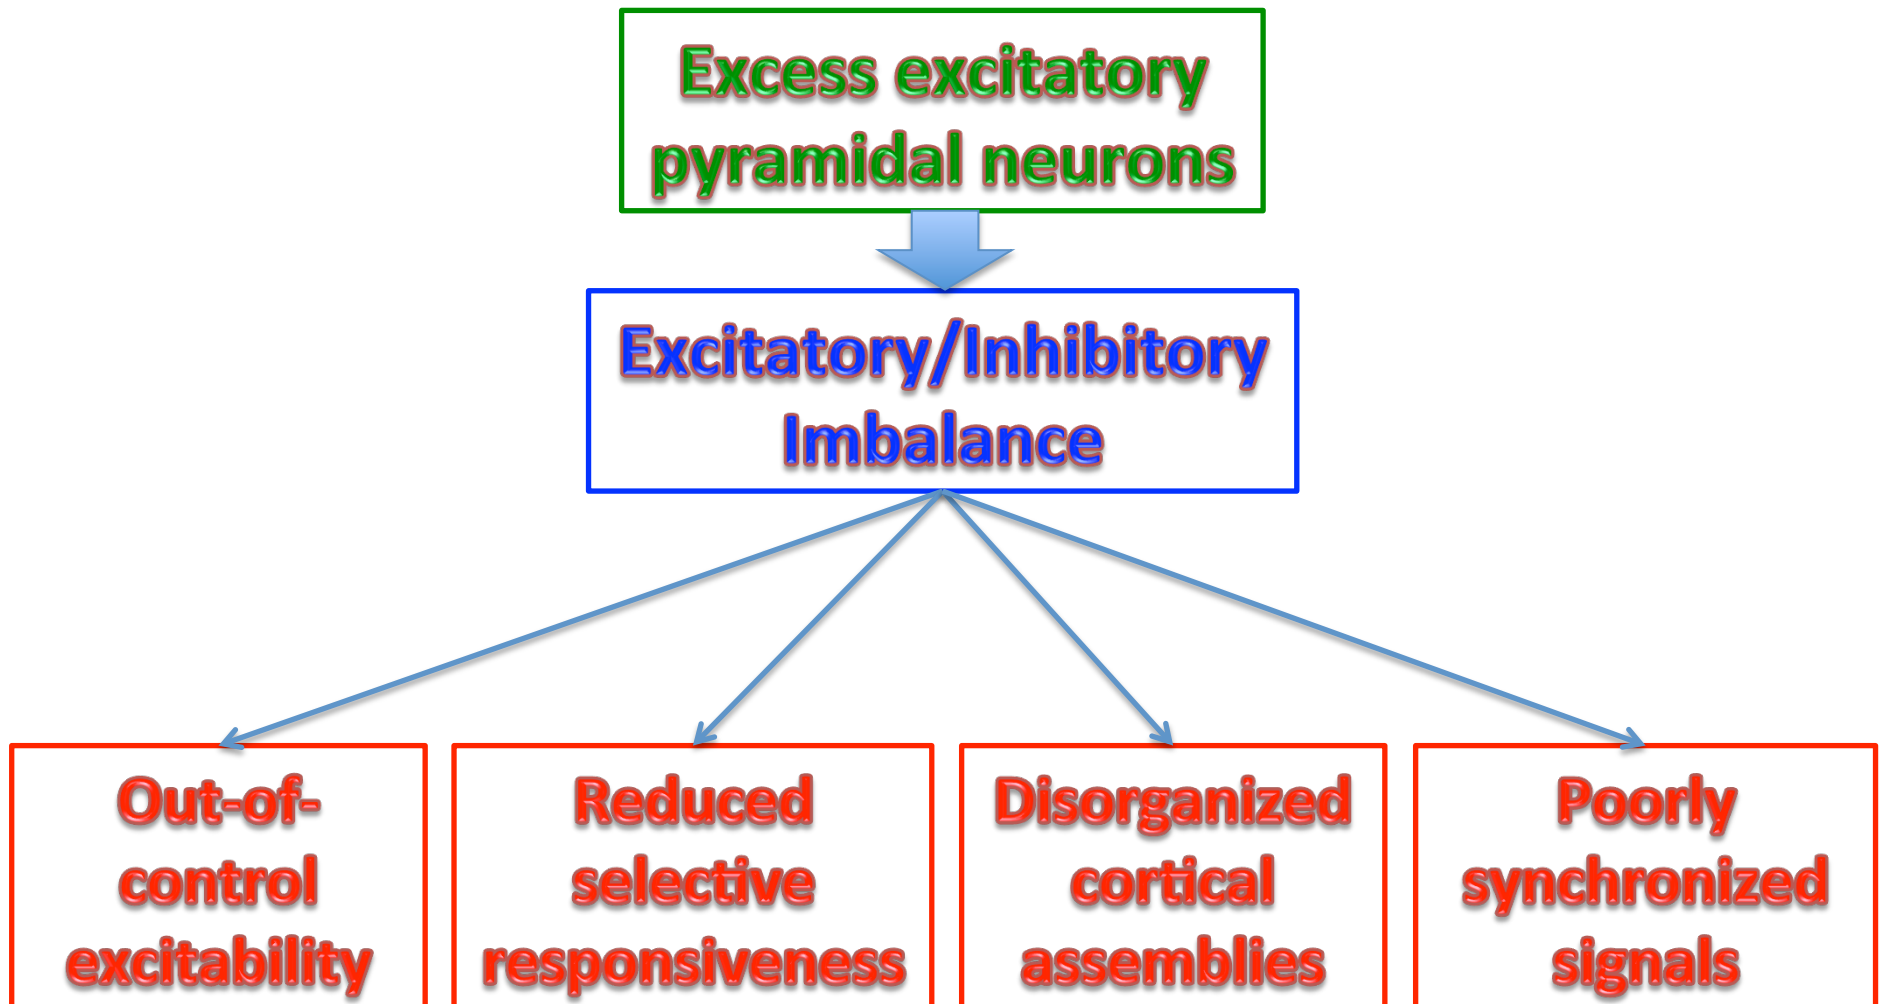 Excess excitatory
pyramidal neurons
Excitatory/Inhibitory
Imbalance
Out-of-
control
excitability
Reduced
selective
responsiveness
Disorganized
cortical
assemblies
Poorly
synchronized
signals